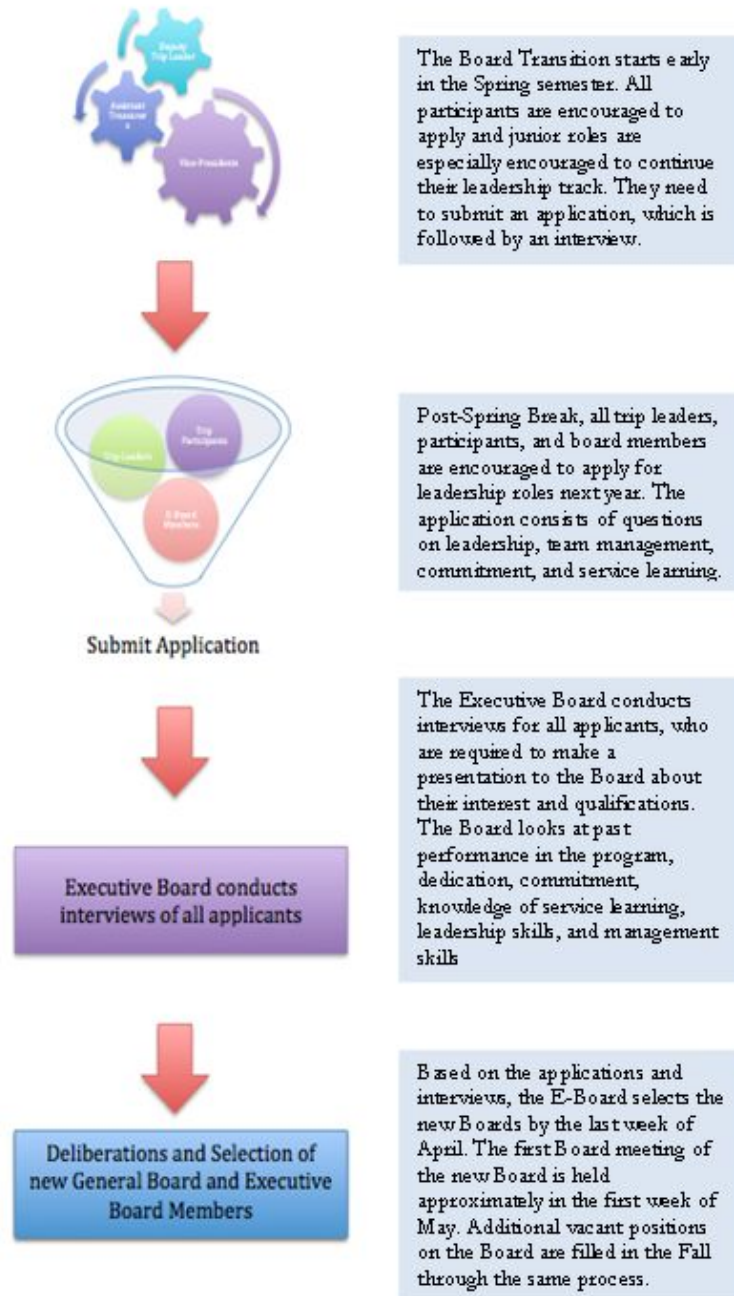 Deputy
Trip Leader
Assistant
Treasurer
s
Vice Presidents
The Board Transition starts early
in the Spring semester. All
participants are encouraged to
apply and junior roles are
especially encouraged to continue
their leadership track. They need
to submit an application, which is
followed by an interview.
Trip
Participants
Trip Leaders
E-Board
Members
Submit Application
Post-Spring Break, all trip leaders,
participants, and board members
are encouraged to apply for
leadership roles next year. The
application consists of questions
on leadership, team management,
commitment, and service learning.
Executive Board conducts
interviews of all applicants
The Executive Board conducts
interviews for all applicants, who
are required to make a
presentation to the Board about
their interest and qualifications.
The Board looks at past
performance in the program,
dedication, commitment,
knowledge of service learning,
leadership skills, and management
skills
Deliberations and Selection of
new General Board and Executive
Board Members
Based on the applications and
interviews, the E-Board selects the
new Boards by the last week of
April. The first Board meeting of
the new Board is held
approximately in the first week of
May. Additional vacant positions
on the Board are filled in the Fall
through the same process.